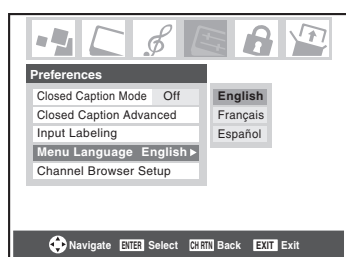 Preferences
Closed Caption Mode Off
Closed Caption Advanced
Input Labeling
Menu Language English
Channel Browser Setup
English
Français
Español
Navigate ENTER Select CH RTN Back EXIT Exit